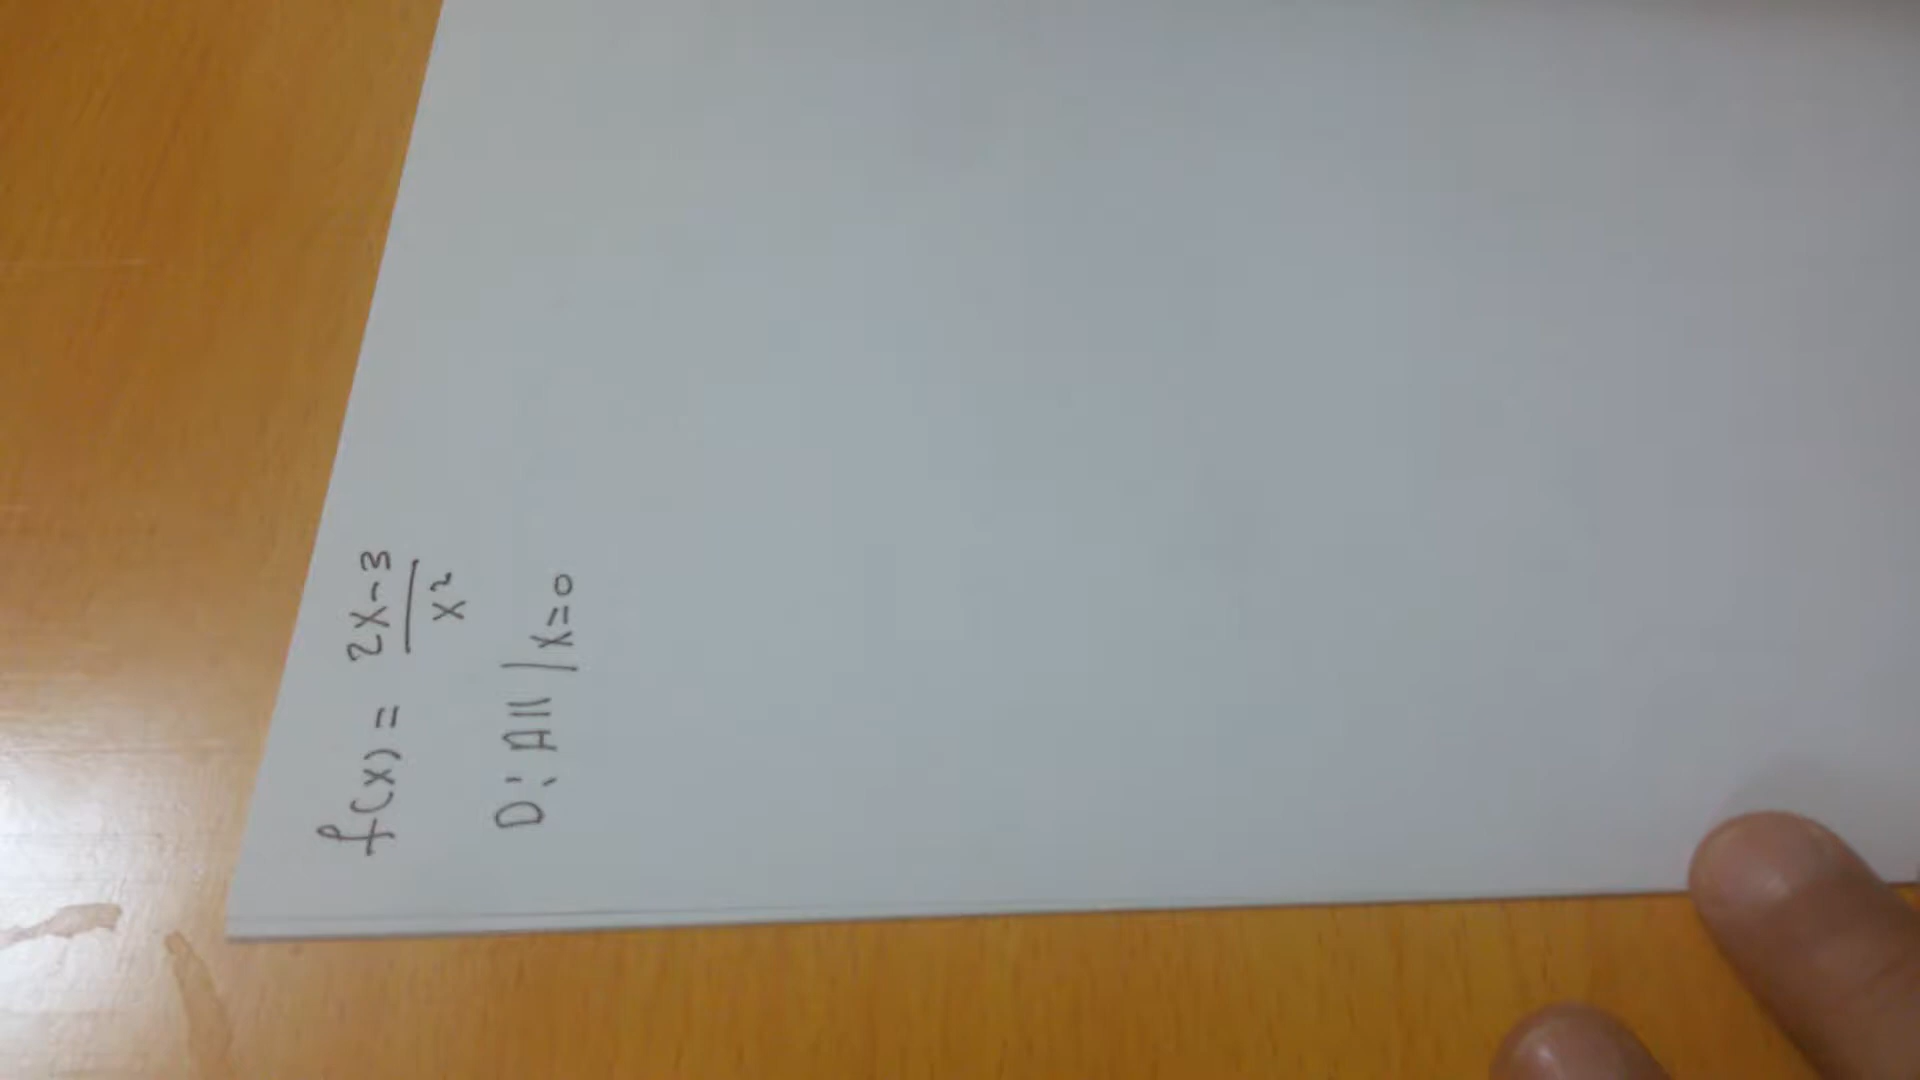 f(x) = 2x-3/x²
D: All | x=0